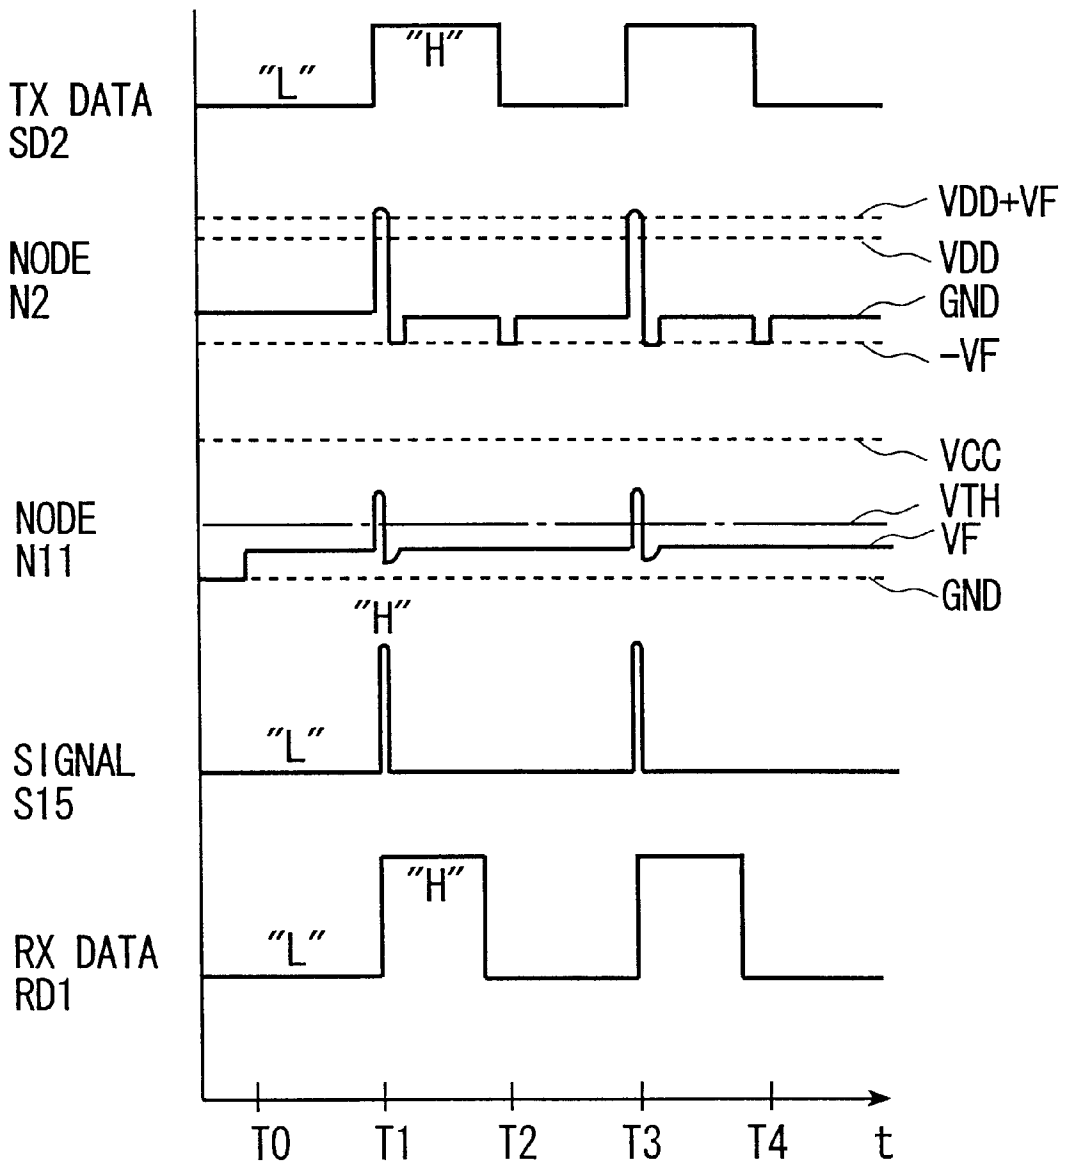 "H"
"L"
TX DATA
SD2
VDD+VF
VDD
NODE
N2
GND
-VF
VCC
VTH
NODE
N11
VF
GND
"H"
"L"
SIGNAL
S15
"H"
"L"
RX DATA
RD1
T0 T1 T2 T3 T4 t